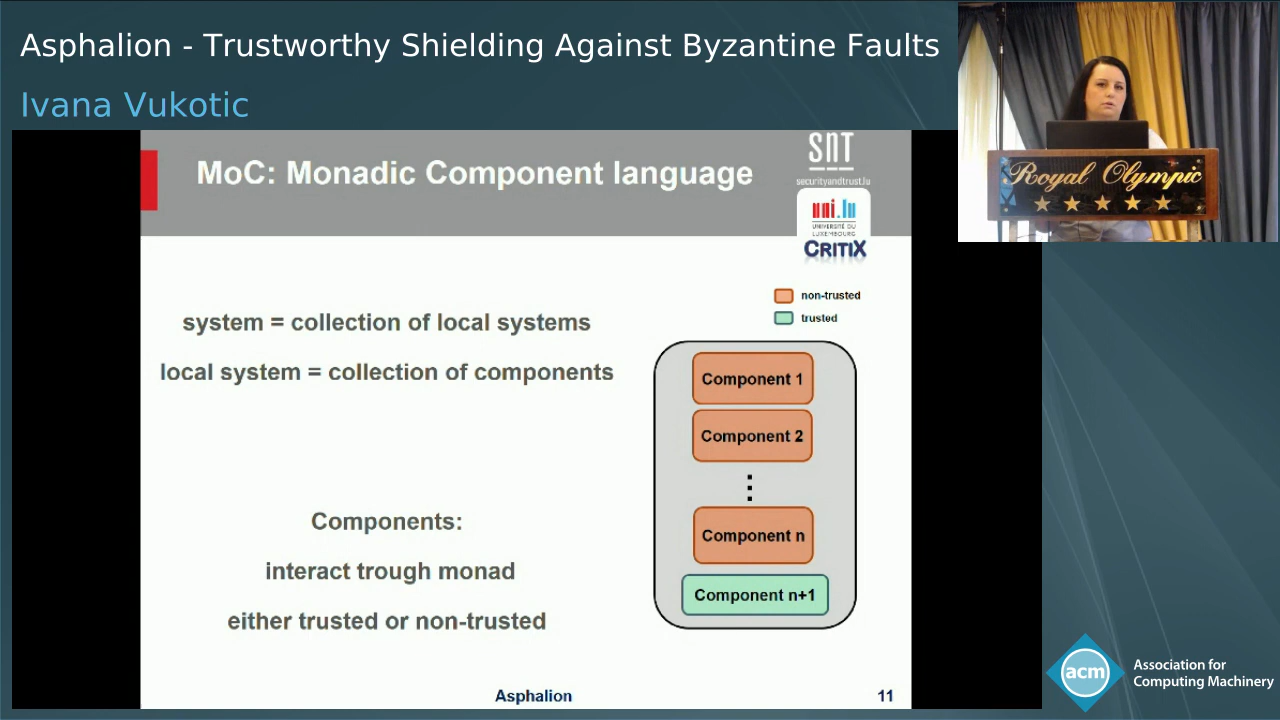 Asphalion - Trustworthy Shielding Against Byzantine Faults
Ivana Vukotic
MoC: Monadic Component language
SNT
securityandtrust.lu
uni.lu
UNIVERSITÉ DU
LUXEMBOURG
CRITIX
Royal Olympic
non-trusted
trusted
system = collection of local systems
local system = collection of components
Component 1
Component 2
Component n
Component n+1
Components:
interact trough monad
either trusted or non-trusted
Asphalion
11
acm
Association for
Computing Machinery